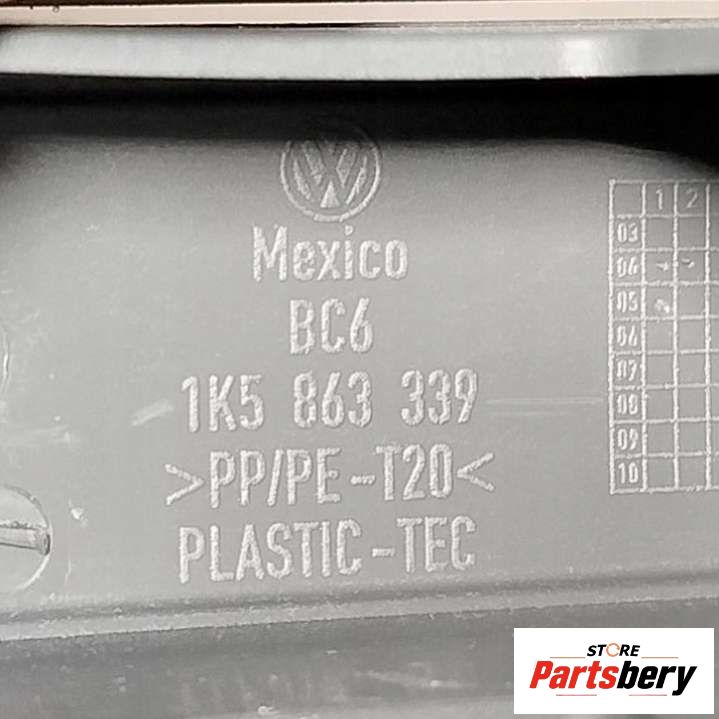 VW
Mexico
BC6
1K5 863 339
>PP/PE-T20<
PLASTIC-TEC
1 2
03
04
05
06
07
08
09
10
STORE
Partsbery